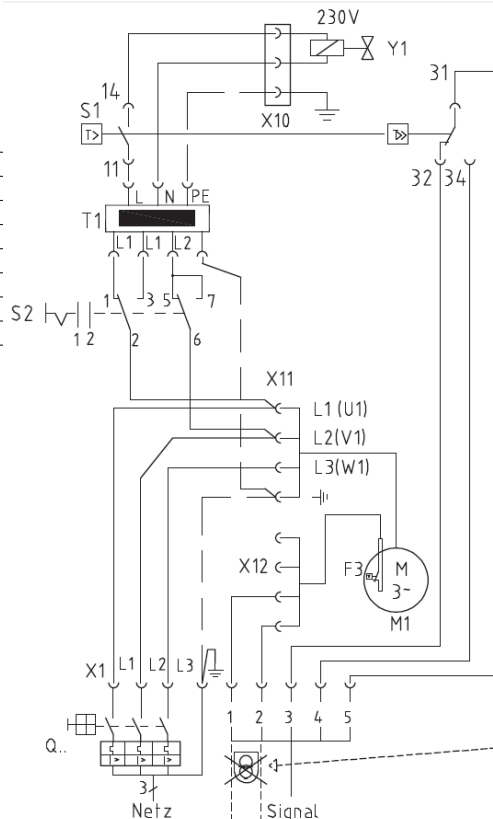 230V
Y1
31
14
S1
T>
T>>
X10
11
32 34
L N PE
T1
L1 L1 L2
1 3 5 7
S2
1 2
2 6
X11
L1 (U1)
L2(V1)
L3(W1)
X12
F3 M
3~
M1
X1 L1 L2 L3
1 2 3 4 5
Q..
> > >
3
Netz Signal